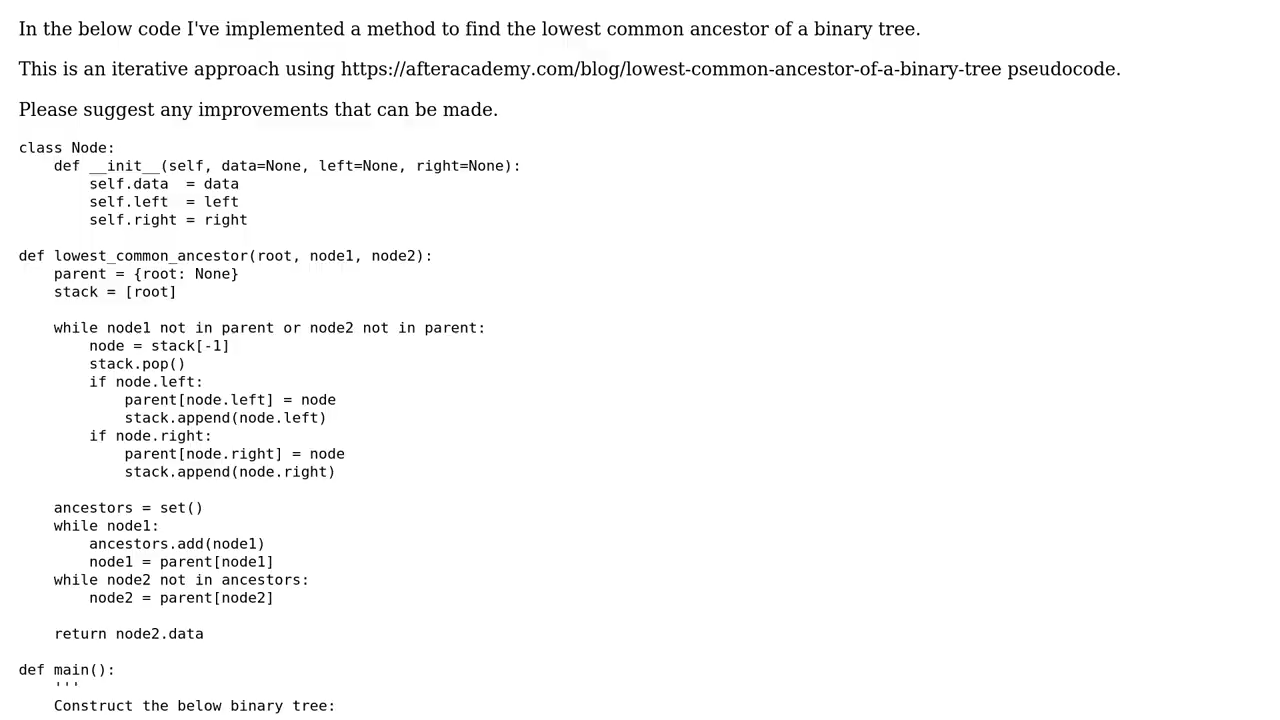 In the below code I've implemented a method to find the lowest common ancestor of a binary tree.
This is an iterative approach using https://afteracademy.com/blog/lowest-common-ancestor-of-a-binary-tree pseudocode.
Please suggest any improvements that can be made.
class Node:
    def __init__(self, data=None, left=None, right=None):
        self.data  = data
        self.left  = left
        self.right = right

def lowest_common_ancestor(root, node1, node2):
    parent = {root: None}
    stack = [root]

    while node1 not in parent or node2 not in parent:
        node = stack[-1]
        stack.pop()
        if node.left:
            parent[node.left] = node
            stack.append(node.left)
        if node.right:
            parent[node.right] = node
            stack.append(node.right)

    ancestors = set()
    while node1:
        ancestors.add(node1)
        node1 = parent[node1]
    while node2 not in ancestors:
        node2 = parent[node2]

    return node2.data

def main():
    '''
    Construct the below binary tree: